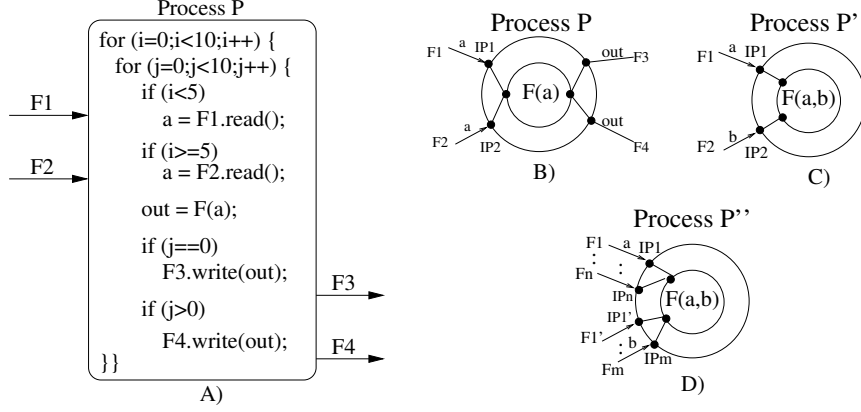 Process P
for (i=0;i<10;i++) {
for (j=0;j<10;j++) {
if (i<5)
a = F1.read();
if (i>=5)
a = F2.read();
out = F(a);
if (j==0)
F3.write(out);
if (j>0)
F4.write(out);
}}
F1
F2
F3
F4
A)
Process P
F1
a
IP1
out
F3
F(a)
F2
a
IP2
out
F4
B)
Process P'
F1
a
IP1
F(a,b)
F2
b
IP2
C)
Process P''
F1
a
IP1
:
:
Fn
IPn
F(a,b)
IP1'
F1'
:
b
Fm
IPm
D)